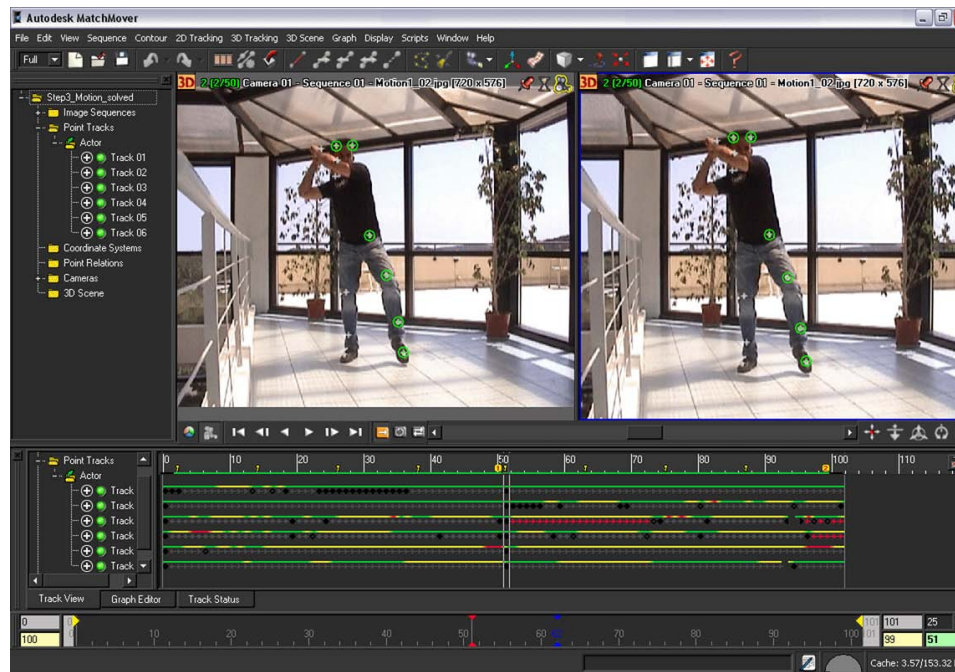 Autodesk MatchMover
File Edit View Sequence Contour 2D Tracking 3D Tracking 3D Scene Graph Display Scripts Window Help
Full
3D 2 (2/50) Camera 01 - Sequence 01 - Motion1_02.jpg [720 x 576]
3D 2 (2/50) Camera 01 - Sequence 01 - Motion1_02.jpg [720 x 576]
Step3_Motion_solved
Image Sequences
Point Tracks
Actor
Track 01
Track 02
Track 03
Track 04
Track 05
Track 06
Coordinate Systems
Point Relations
Cameras
3D Scene
Point Tracks
Actor
Track
Track
Track
Track
Track
Track
0 10 20 30 40 50 60 70 80 90 100 110
Track View Graph Editor Track Status
0 0 101 101 25
100 0 10 20 30 40 50 60 70 80 90 100 99 51
Cache: 3.57/153.32